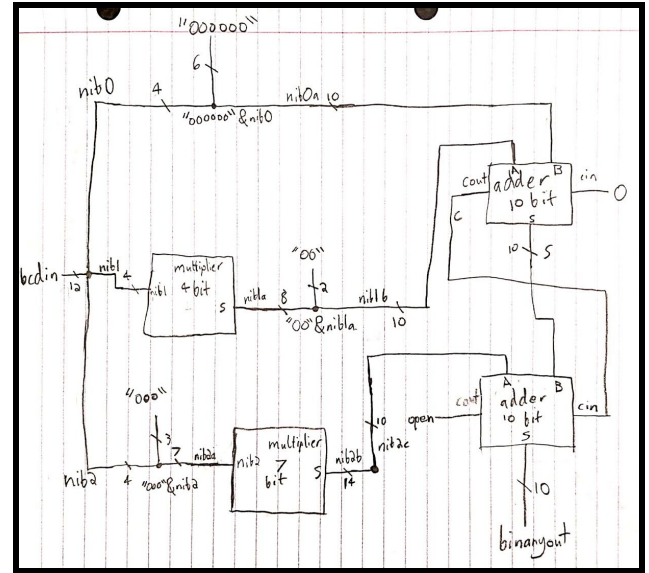 "000000"
6
nib0
4
nib0a 10
"000000" & nib0
cout
A
B
adder
10 bit
S
cin
0
C
10
S
bcdin
12
nib1
4
nib1
multiplier
4 bit
S
nib1a
8
"00"
2
"00" & nib1a
nib1b
10
A
B
cout
adder
10 bit
S
cin
open
10
nib2c
"000"
3
7
nib2a
nib2
4
"000" & nib2
nib2
multiplier
7
bit
S
nib2b
14
10
binaryout